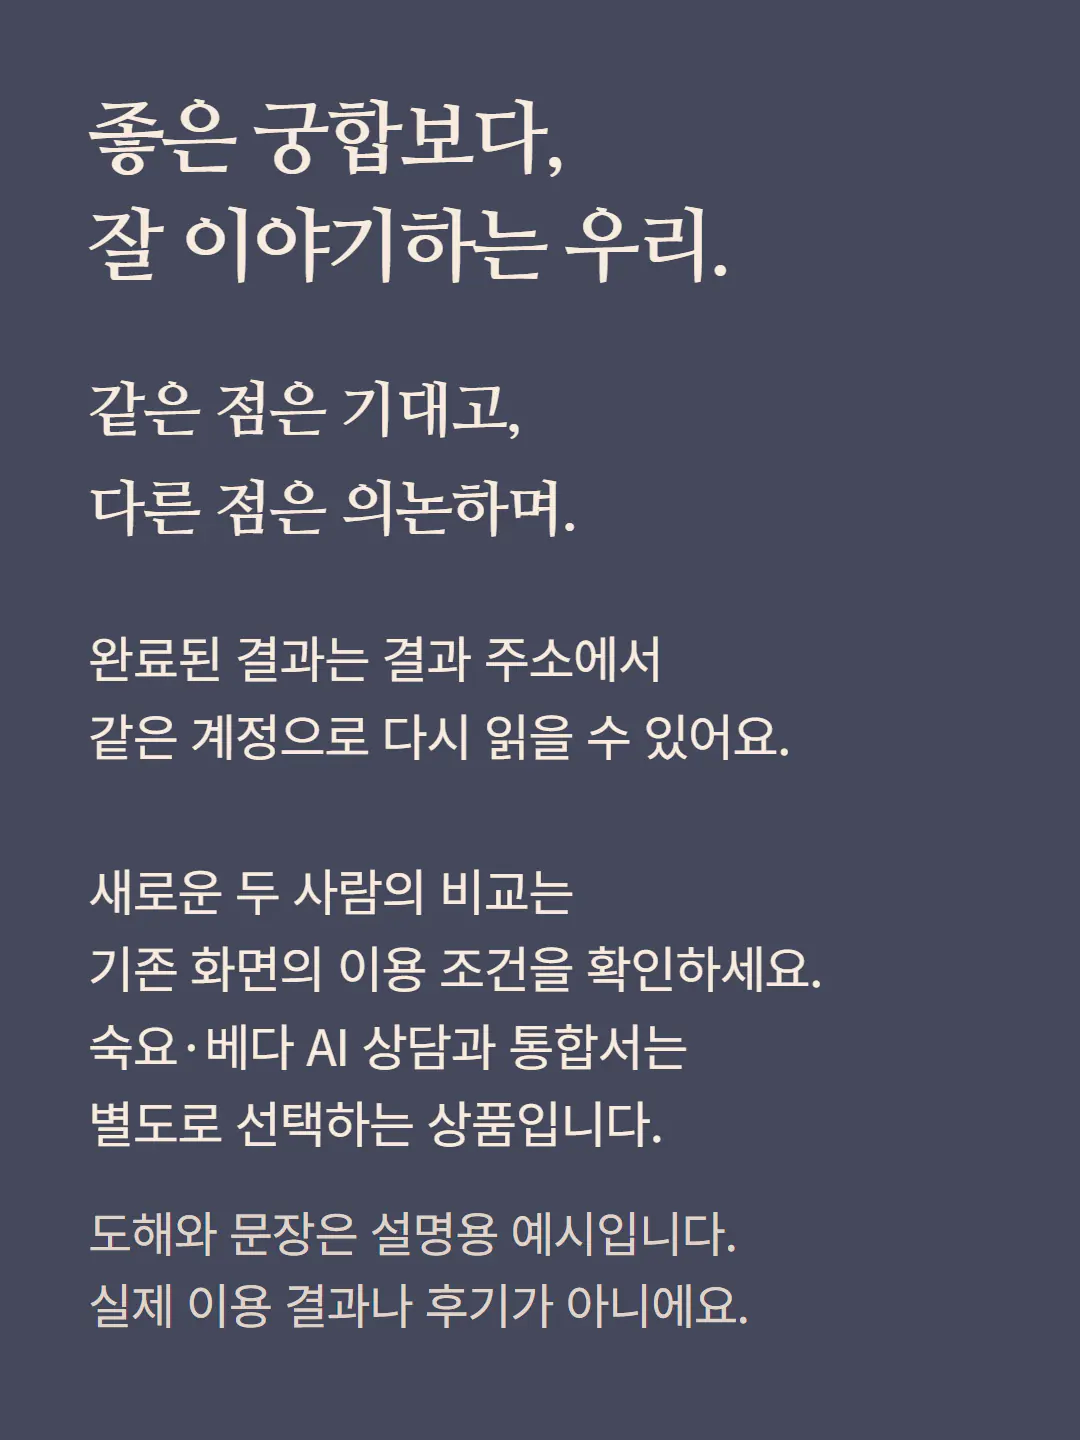 좋은 궁합보다,
잘 이야기하는 우리.
같은 점은 기대고,
다른 점은 의논하며.
완료된 결과는 결과 주소에서
같은 계정으로 다시 읽을 수 있어요.
새로운 두 사람의 비교는
기존 화면의 이용 조건을 확인하세요.
숙요·베다 AI 상담과 통합서는
별도로 선택하는 상품입니다.
도해와 문장은 설명용 예시입니다.
실제 이용 결과나 후기가 아니에요.